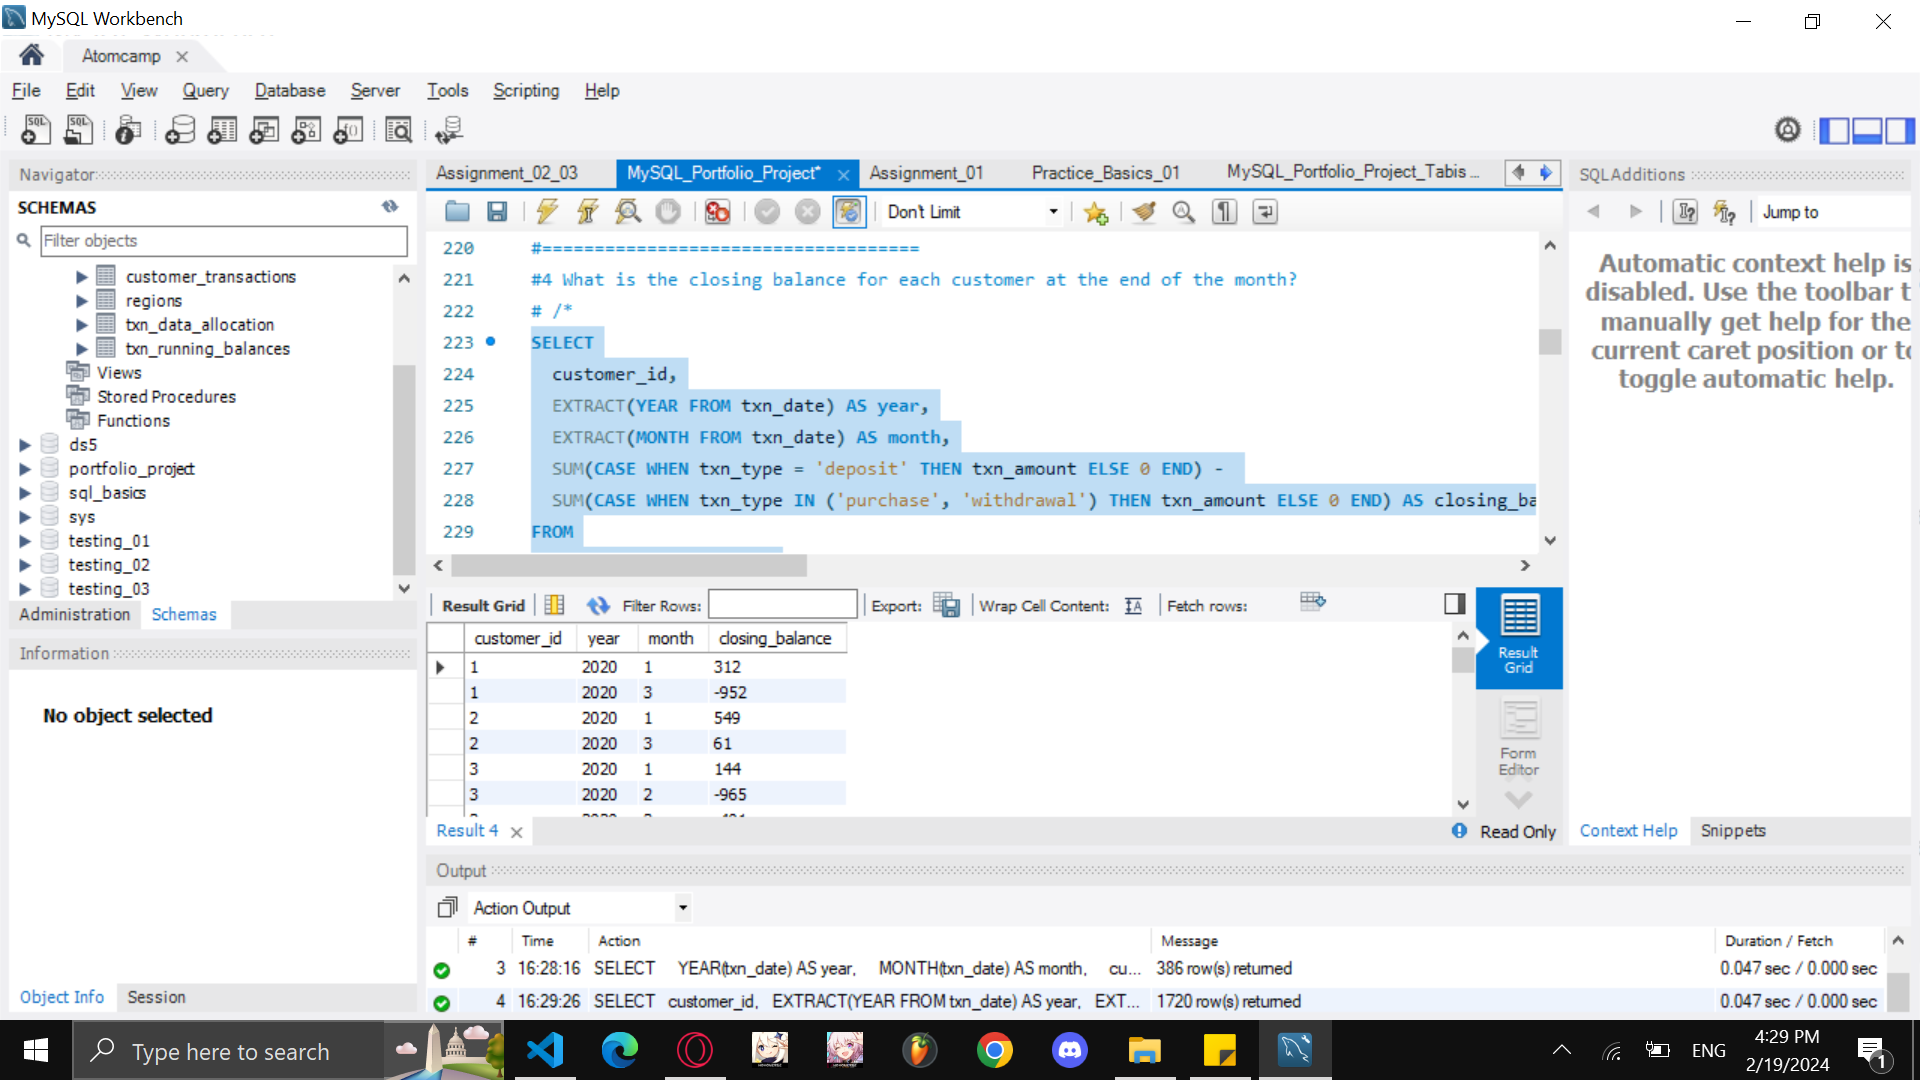 MySQL Workbench
Atomcamp
File Edit View Query Database Server Tools Scripting Help
Navigator
SCHEMAS
Filter objects
customer_transactions
regions
txn_data_allocation
txn_running_balances
Views
Stored Procedures
Functions
ds5
portfolio_project
sql_basics
sys
testing_01
testing_02
testing_03
Administration Schemas
Information
No object selected
Object Info Session
Assignment_02_03 MySQL_Portfolio_Project* Assignment_01 Practice_Basics_01 MySQL_Portfolio_Project_Tabis ...
Don't Limit
220 #====================================
221 #4 What is the closing balance for each customer at the end of the month?
222 # /*
223 SELECT
224 customer_id,
225 EXTRACT(YEAR FROM txn_date) AS year,
226 EXTRACT(MONTH FROM txn_date) AS month,
227 SUM(CASE WHEN txn_type = 'deposit' THEN txn_amount ELSE 0 END) -
228 SUM(CASE WHEN txn_type IN ('purchase', 'withdrawal') THEN txn_amount ELSE 0 END) AS closing_ba
229 FROM
Result Grid Filter Rows: Export: Wrap Cell Content: Fetch rows:
customer_id year month closing_balance
1 2020 1 312
1 2020 3 -952
2 2020 1 549
2 2020 3 61
3 2020 1 144
3 2020 2 -965
Result Grid
Form Editor
Result 4
Read Only
SQLAdditions
Jump to
Automatic context help is
disabled. Use the toolbar t
manually get help for the
current caret position or to
toggle automatic help.
Context Help Snippets
Output
Action Output
# Time Action Message Duration / Fetch
3 16:28:16 SELECT YEAR(txn_date) AS year, MONTH(txn_date) AS month, cu... 386 row(s) returned 0.047 sec / 0.000 sec
4 16:29:26 SELECT customer_id, EXTRACT(YEAR FROM txn_date) AS year, EXT... 1720 row(s) returned 0.047 sec / 0.000 sec
Type here to search
ENG
4:29 PM
2/19/2024
1